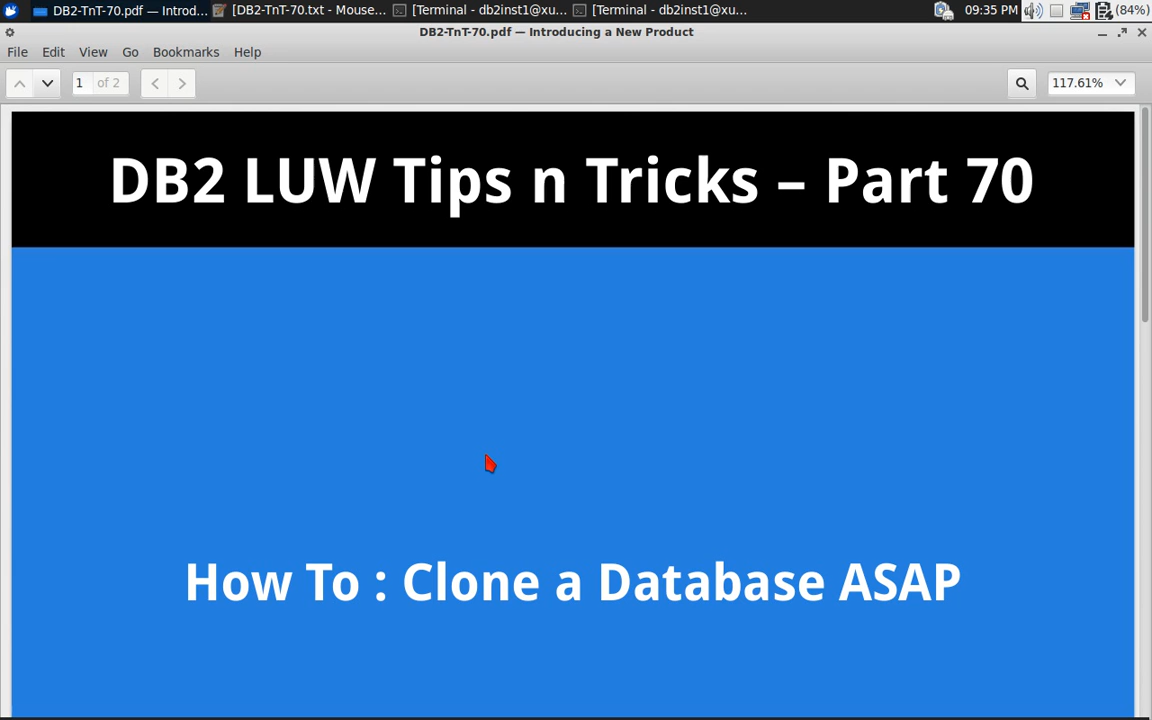 DB2-TnT-70.pdf — Introd...
[DB2-TnT-70.txt - Mouse...
[Terminal - db2inst1@xu...
[Terminal - db2inst1@xu...
09:35 PM
(84%)
DB2-TnT-70.pdf — Introducing a New Product
File Edit View Go Bookmarks Help
1 of 2
117.61%
DB2 LUW Tips n Tricks – Part 70
How To : Clone a Database ASAP